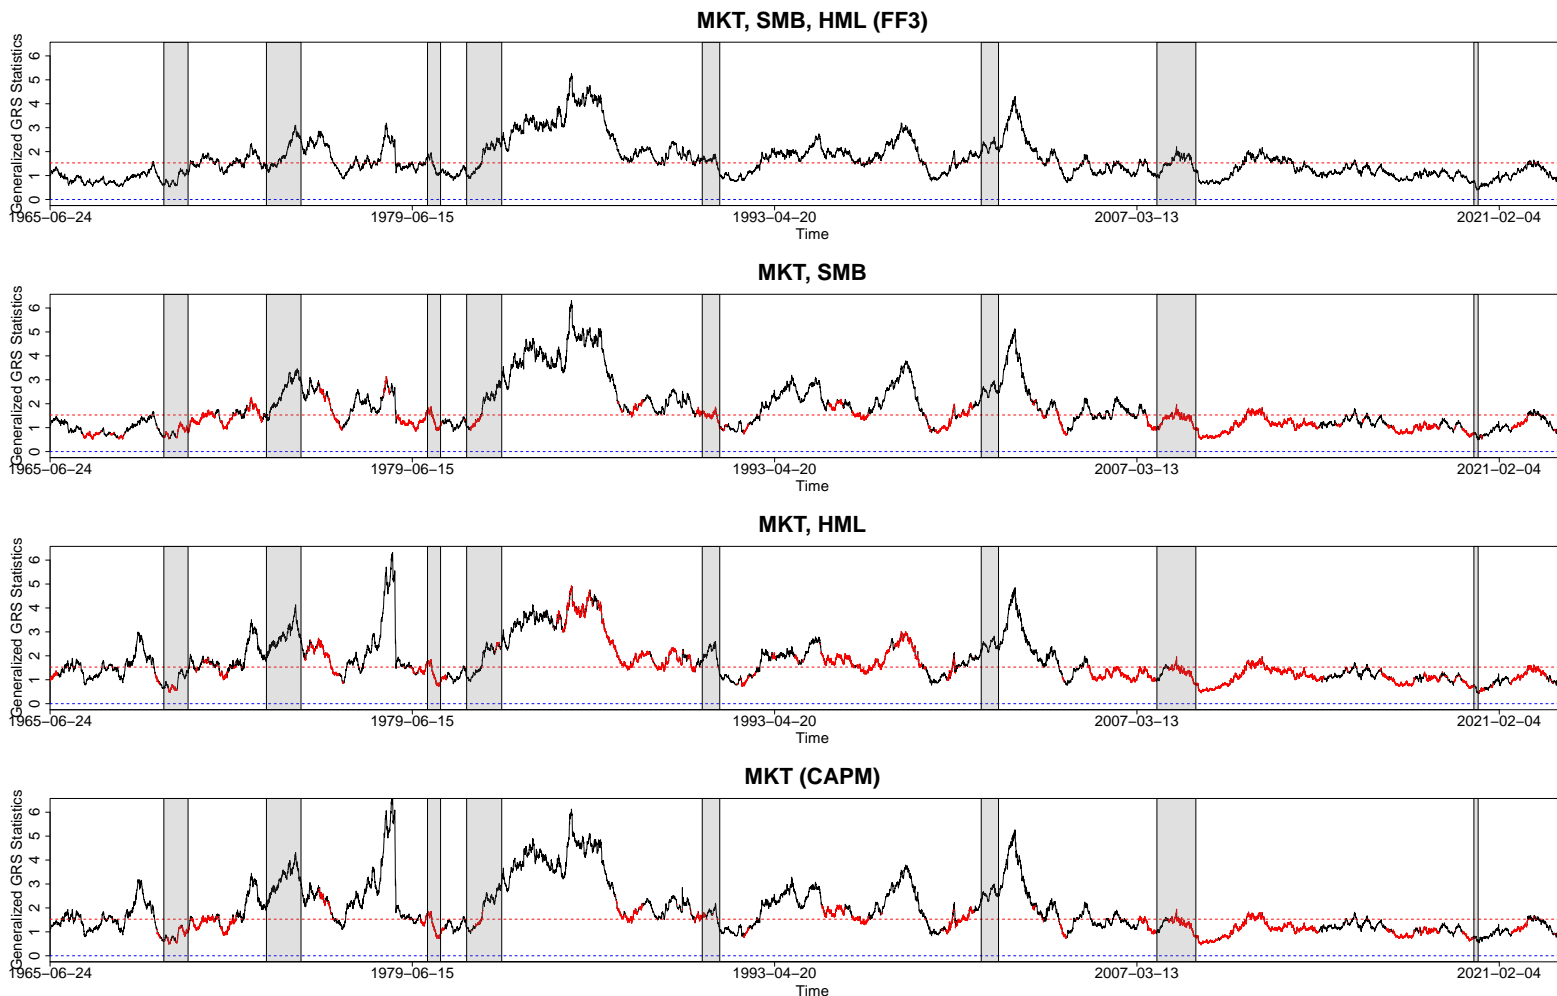 MKT, SMB, HML (FF3)
Generalized GRS Statistics
6
5
4
3
2
1
0
1965−06−24 1979−06−15 1993−04−20 2007−03−13 2021−02−04
Time
MKT, SMB
Generalized GRS Statistics
6
5
4
3
2
1
0
1965−06−24 1979−06−15 1993−04−20 2007−03−13 2021−02−04
Time
MKT, HML
Generalized GRS Statistics
6
5
4
3
2
1
0
1965−06−24 1979−06−15 1993−04−20 2007−03−13 2021−02−04
Time
MKT (CAPM)
Generalized GRS Statistics
6
5
4
3
2
1
0
1965−06−24 1979−06−15 1993−04−20 2007−03−13 2021−02−04
Time